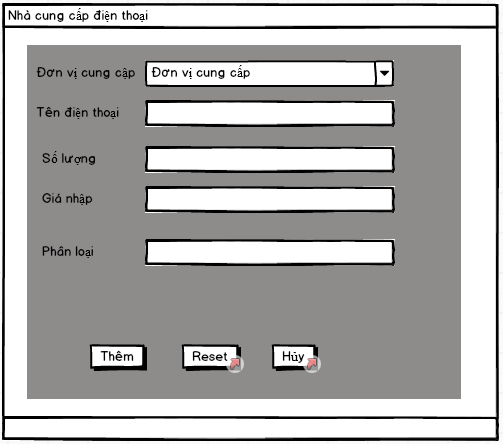 Nhà cung cấp điện thoại
Đơn vị cung cập
Đơn vị cung cấp
Tên điện thoại
Số lượng
Giá nhập
Phân loại
Thêm
Reset
Hủy